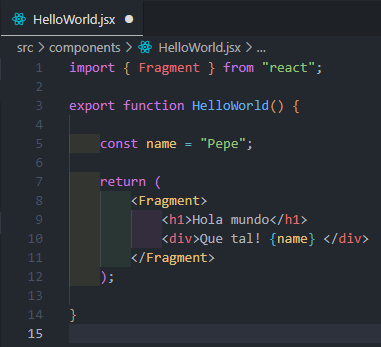 HelloWorld.jsx
src > components > HelloWorld.jsx > ...
1 import { Fragment } from "react";
2
3 export function HelloWorld() {
4
5     const name = "Pepe";
6
7     return (
8         <Fragment>
9             <h1>Hola mundo</h1>
10             <div>Que tal! {name} </div>
11         </Fragment>
12     );
13
14 }
15